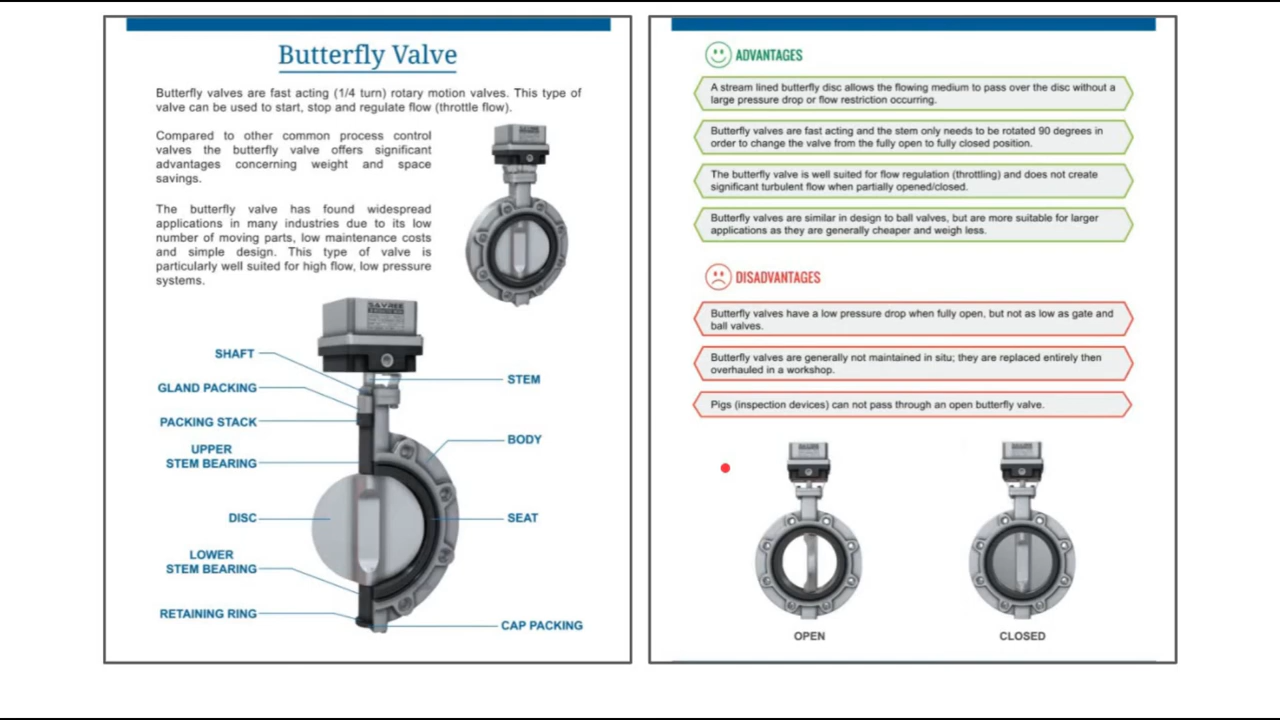 Butterfly Valve
Butterfly valves are fast acting (1/4 turn) rotary motion valves. This type of
valve can be used to start, stop and regulate flow (throttle flow).
Compared to other common process control
valves the butterfly valve offers significant
advantages concerning weight and space
savings.
The butterfly valve has found widespread
applications in many industries due to its low
number of moving parts, low maintenance costs
and simple design. This type of valve is
particularly well suited for high flow, low pressure
systems.
SHAFT
GLAND PACKING
PACKING STACK
UPPER
STEM BEARING
DISC
LOWER
STEM BEARING
RETAINING RING
STEM
BODY
SEAT
CAP PACKING
ADVANTAGES
A stream lined butterfly disc allows the flowing medium to pass over the disc without a
large pressure drop or flow restriction occurring.
Butterfly valves are fast acting and the stem only needs to be rotated 90 degrees in
order to change the valve from the fully open to fully closed position.
The butterfly valve is well suited for flow regulation (throttling) and does not create
significant turbulent flow when partially opened/closed.
Butterfly valves are similar in design to ball valves, but are more suitable for larger
applications as they are generally cheaper and weigh less.
DISADVANTAGES
Butterfly valves have a low pressure drop when fully open, but not as low as gate and
ball valves.
Butterfly valves are generally not maintained in situ; they are replaced entirely then
overhauled in a workshop.
Pigs (inspection devices) can not pass through an open butterfly valve.
OPEN
CLOSED